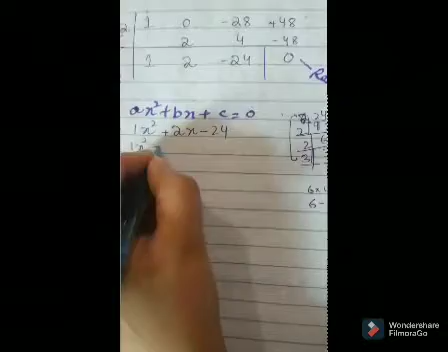 2 | 1 0 -28 +48
2 4 -48
1 2 -24 | 0
ax² + bx + c = 0
1x² + 2x - 24
1x²
Wondershare
FilmoraGo